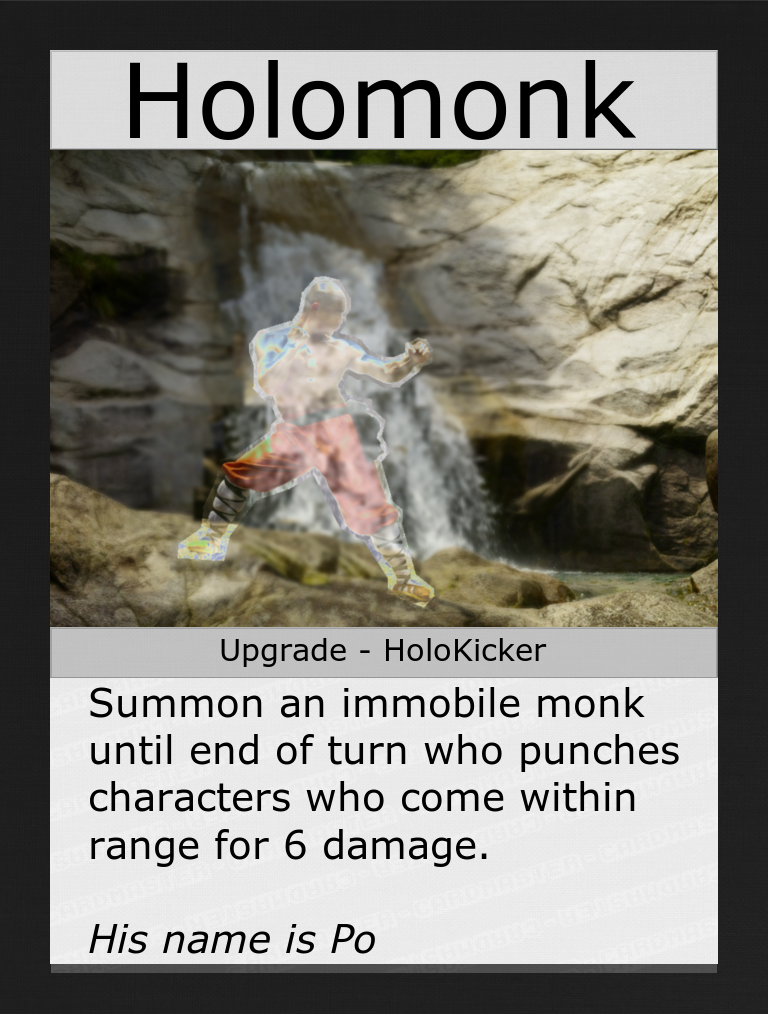 Holomonk
Upgrade - HoloKicker
Summon an immobile monk
until end of turn who punches
characters who come within
range for 6 damage.
His name is Po